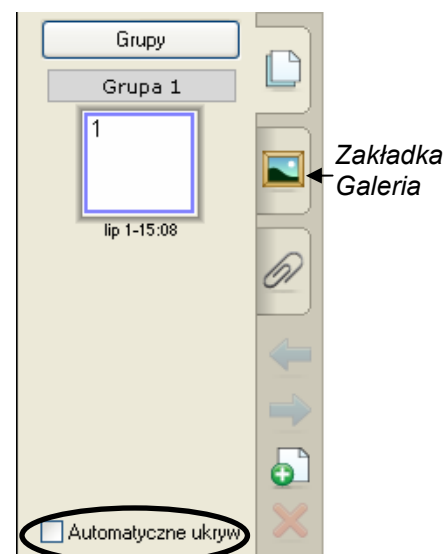 Grupy
Grupa 1
1
lip 1-15:08
Zakładka
Galeria
Automatyczne ukryw